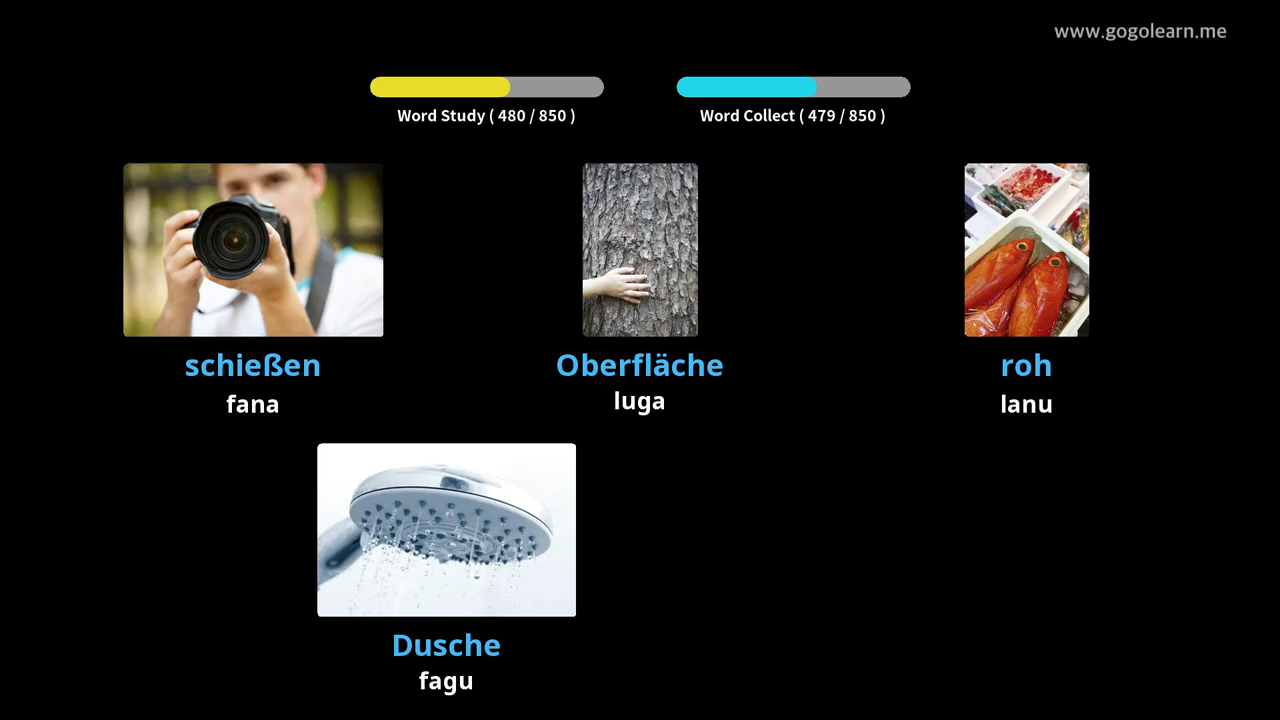 www.gogolearn.me
Word Study ( 480 / 850 )
Word Collect ( 479 / 850 )
schießen
fana
Oberfläche
luga
roh
lanu
Dusche
fagu